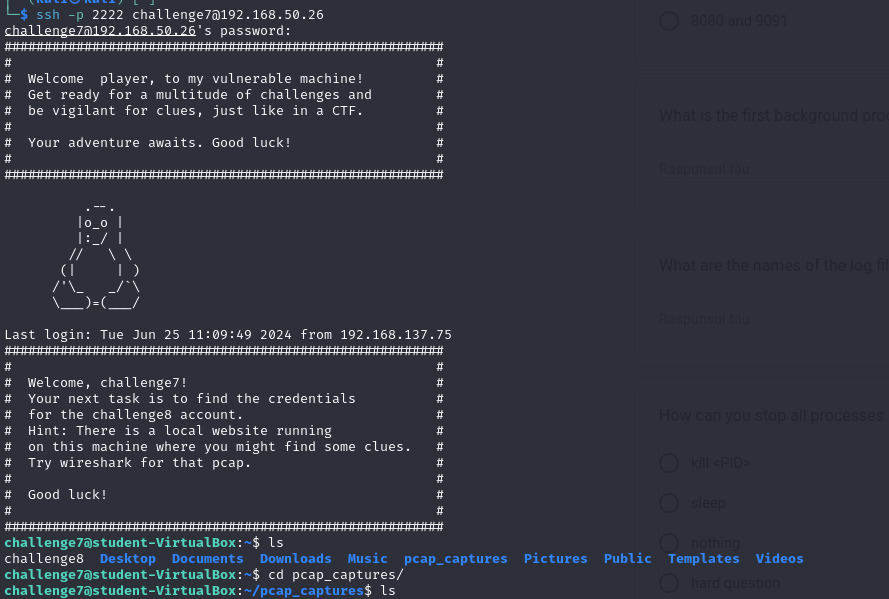 (kali㉿kali)-[~]
└─$ ssh -p 2222 challenge7@192.168.50.26
challenge7@192.168.50.26's password:
#######################################################
#                                                     #
#  Welcome  player, to my vulnerable machine!         #
#  Get ready for a multitude of challenges and        #
#  be vigilant for clues, just like in a CTF.         #
#                                                     #
#  Your adventure awaits. Good luck!                  #
#                                                     #
#######################################################
          .--.
         |o_o |
         |:_/ |
        //   \ \
       (|     | )
      /'\_   _/`\
      \___)=(___/
Last login: Tue Jun 25 11:09:49 2024 from 192.168.137.75
#######################################################
#                                                     #
#  Welcome, challenge7!                               #
#  Your next task is to find the credentials          #
#  for the challenge8 account.                        #
#  Hint: There is a local website running             #
#  on this machine where you might find some clues.   #
#  Try wireshark for that pcap.                       #
#                                                     #
#  Good luck!                                         #
#                                                     #
#######################################################
challenge7@student-VirtualBox:~$ ls
challenge8  Desktop  Documents  Downloads  Music  pcap_captures  Pictures  Public  Templates  Videos
challenge7@student-VirtualBox:~$ cd pcap_captures/
challenge7@student-VirtualBox:~/pcap_captures$ ls
8080 and 9091
What is the first background
Răspunsul tău
What are the names of the log
Răspunsul tău
How can you stop all processes
kill <PID>
sleep
nothing
hard question